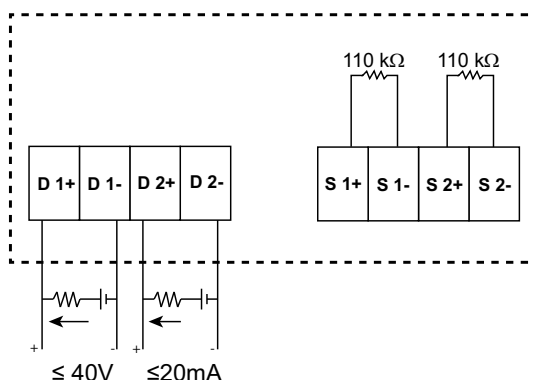 110 kΩ 110 kΩ
D 1+ D 1- D 2+ D 2- S 1+ S 1- S 2+ S 2-
+ - + -
≤ 40V ≤20mA